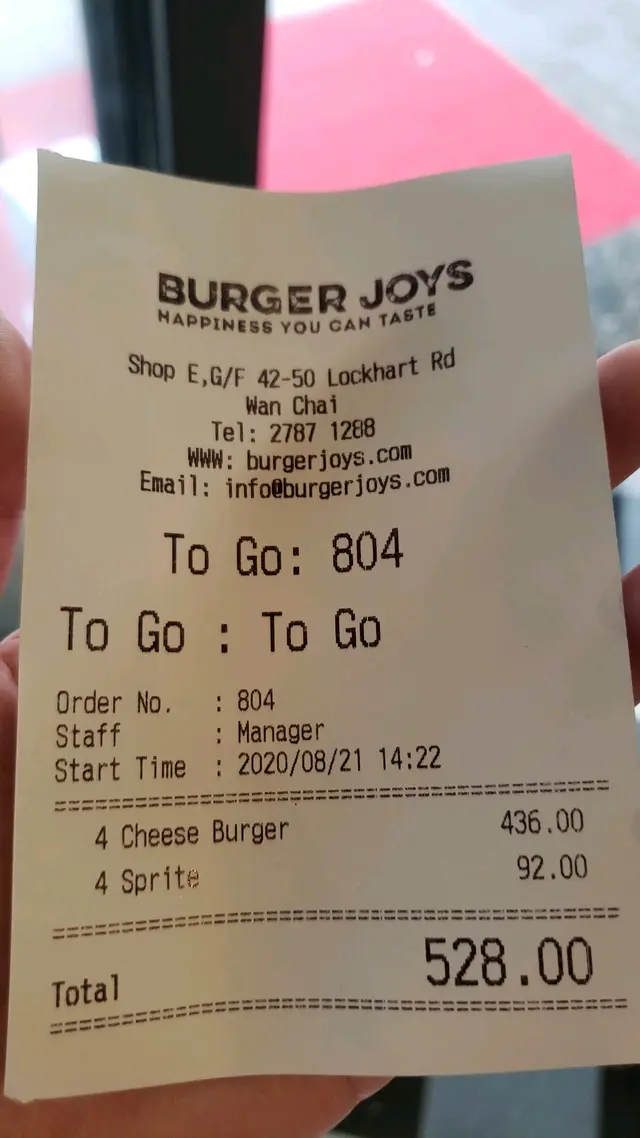 BURGER JOYS
HAPPINESS YOU CAN TASTE
Shop E,G/F 42-50 Lockhart Rd
Wan Chai
Tel: 2787 1288
WWW: burgerjoys.com
Email: info@burgerjoys.com
To Go: 804
To Go : To Go
Order No. : 804
Staff : Manager
Start Time : 2020/08/21 14:22
4 Cheese Burger 436.00
4 Sprite 92.00
Total 528.00